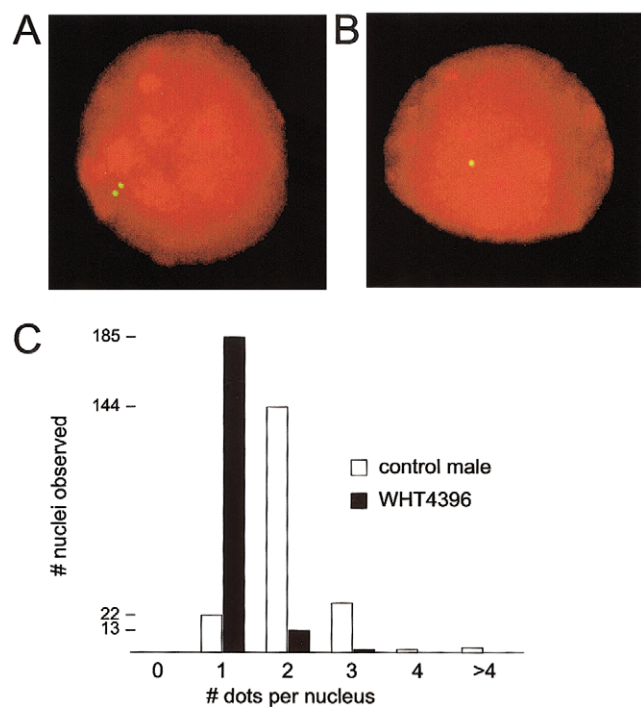 A
B
C
185
144
22
13
# nuclei observed
control male
WHT4396
0 1 2 3 4 >4
# dots per nucleus